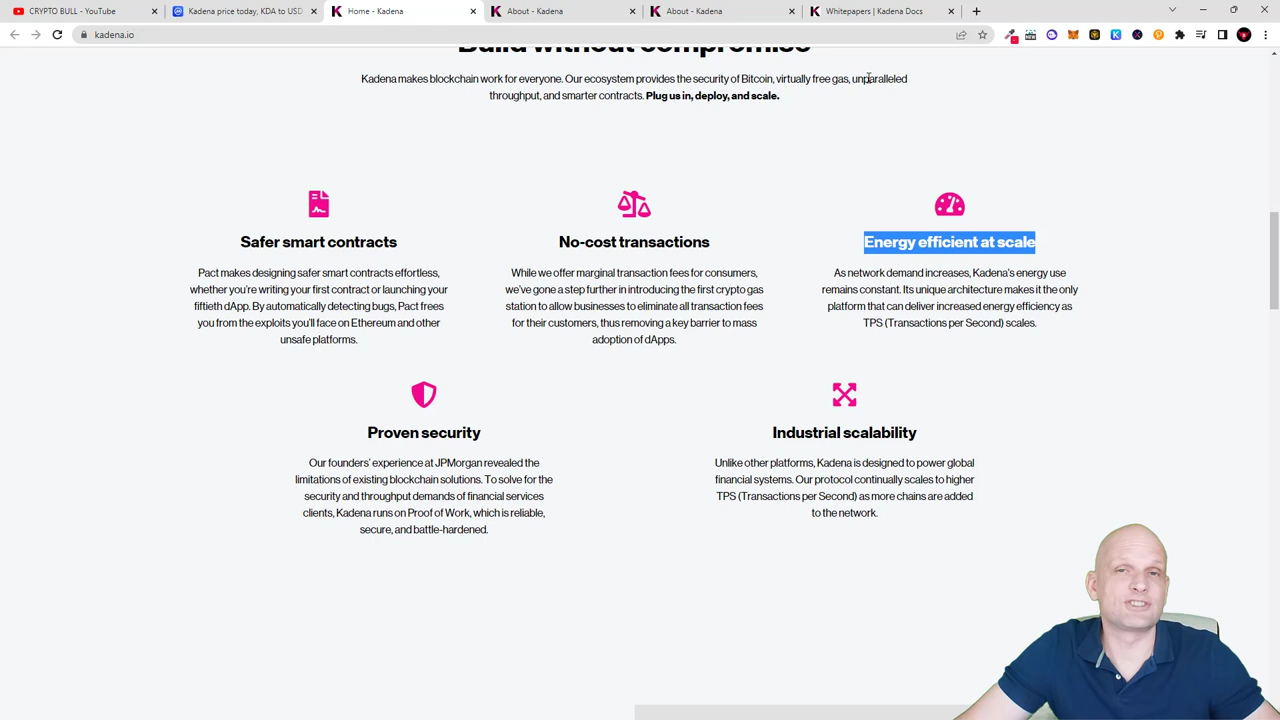 CRYPTO BULL - YouTube
Kadena price today, KDA to USD
Home - Kadena
About - Kadena
About - Kadena
Whitepapers | Kadena Docs
kadena.io
Build without compromise
Kadena makes blockchain work for everyone. Our ecosystem provides the security of Bitcoin, virtually free gas, unparalleled
throughput, and smarter contracts. Plug us in, deploy, and scale.
Safer smart contracts
Pact makes designing safer smart contracts effortless,
whether you're writing your first contract or launching your
fiftieth dApp. By automatically detecting bugs, Pact frees
you from the exploits you'll face on Ethereum and other
unsafe platforms.
No-cost transactions
While we offer marginal transaction fees for consumers,
we've gone a step further in introducing the first crypto gas
station to allow businesses to eliminate all transaction fees
for their customers, thus removing a key barrier to mass
adoption of dApps.
Energy efficient at scale
As network demand increases, Kadena's energy use
remains constant. Its unique architecture makes it the only
platform that can deliver increased energy efficiency as
TPS (Transactions per Second) scales.
Proven security
Our founders' experience at JPMorgan revealed the
limitations of existing blockchain solutions. To solve for the
security and throughput demands of financial services
clients, Kadena runs on Proof of Work, which is reliable,
secure, and battle-hardened.
Industrial scalability
Unlike other platforms, Kadena is designed to power global
financial systems. Our protocol continually scales to higher
TPS (Transactions per Second) as more chains are added
to the network.